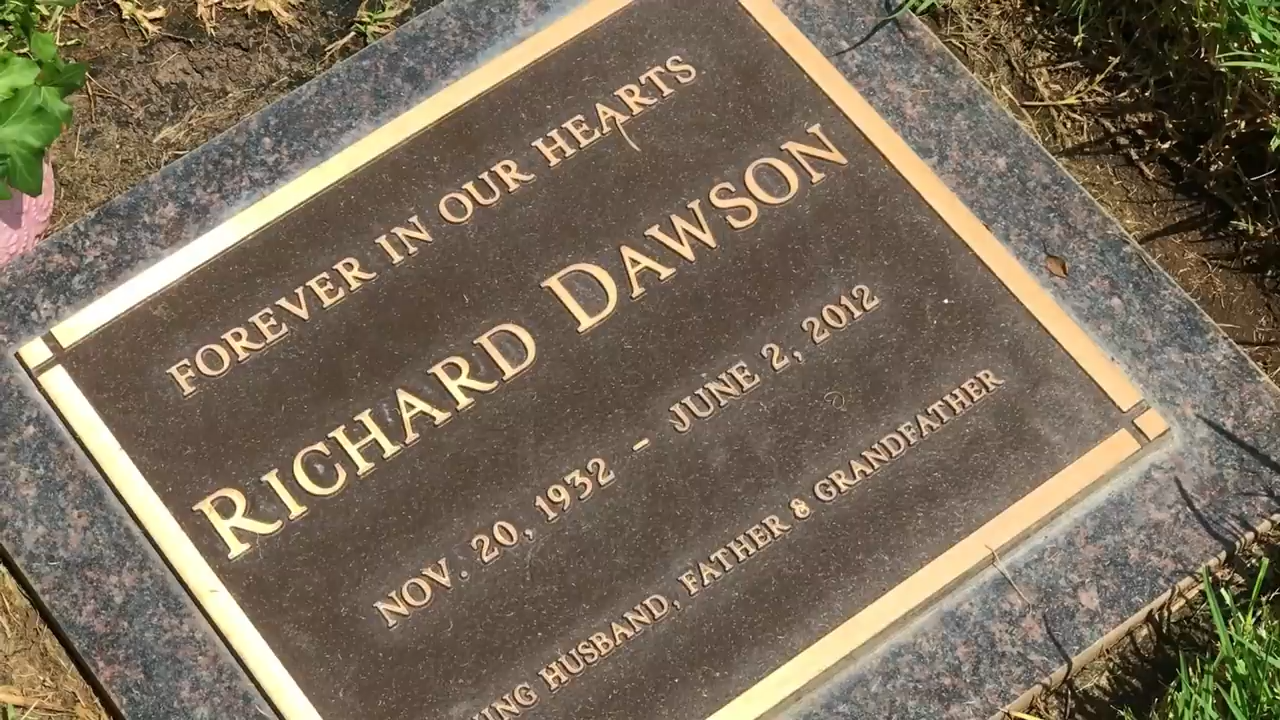 FOREVER IN OUR HEARTS
RICHARD DAWSON
NOV. 20, 1932 – JUNE 2, 2012
HUSBAND, FATHER & GRANDFATHER